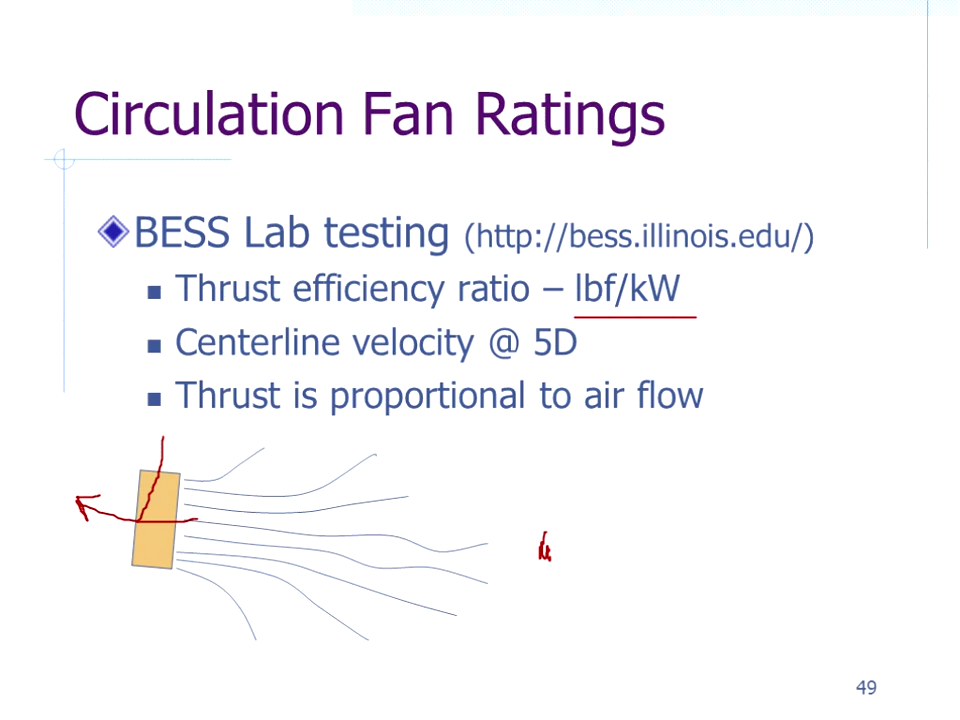 Circulation Fan Ratings
BESS Lab testing (http://bess.illinois.edu/)
Thrust efficiency ratio – lbf/kW
Centerline velocity @ 5D
Thrust is proportional to air flow
49